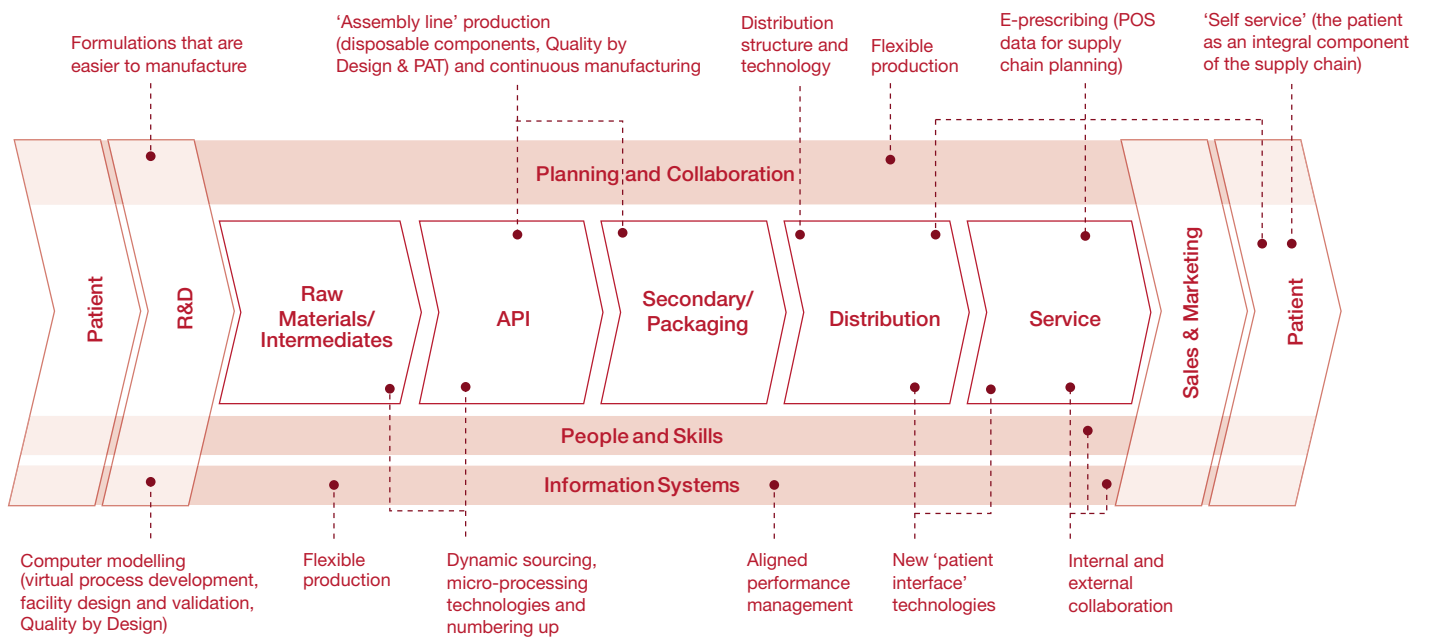 Formulations that are
easier to manufacture
‘Assembly line’ production
(disposable components, Quality by
Design & PAT) and continuous manufacturing
Distribution
structure and
technology
Flexible
production
E-prescribing (POS
data for supply
chain planning)
‘Self service’ (the patient
as an integral component
of the supply chain)
Planning and Collaboration
Patient
R&D
Raw
Materials/
Intermediates
API
Secondary/
Packaging
Distribution
Service
Sales & Marketing
Patient
People and Skills
Information Systems
Computer modelling
(virtual process development,
facility design and validation,
Quality by Design)
Flexible
production
Dynamic sourcing,
micro-processing
technologies and
numbering up
Aligned
performance
management
New ‘patient
interface’
technologies
Internal and
external
collaboration